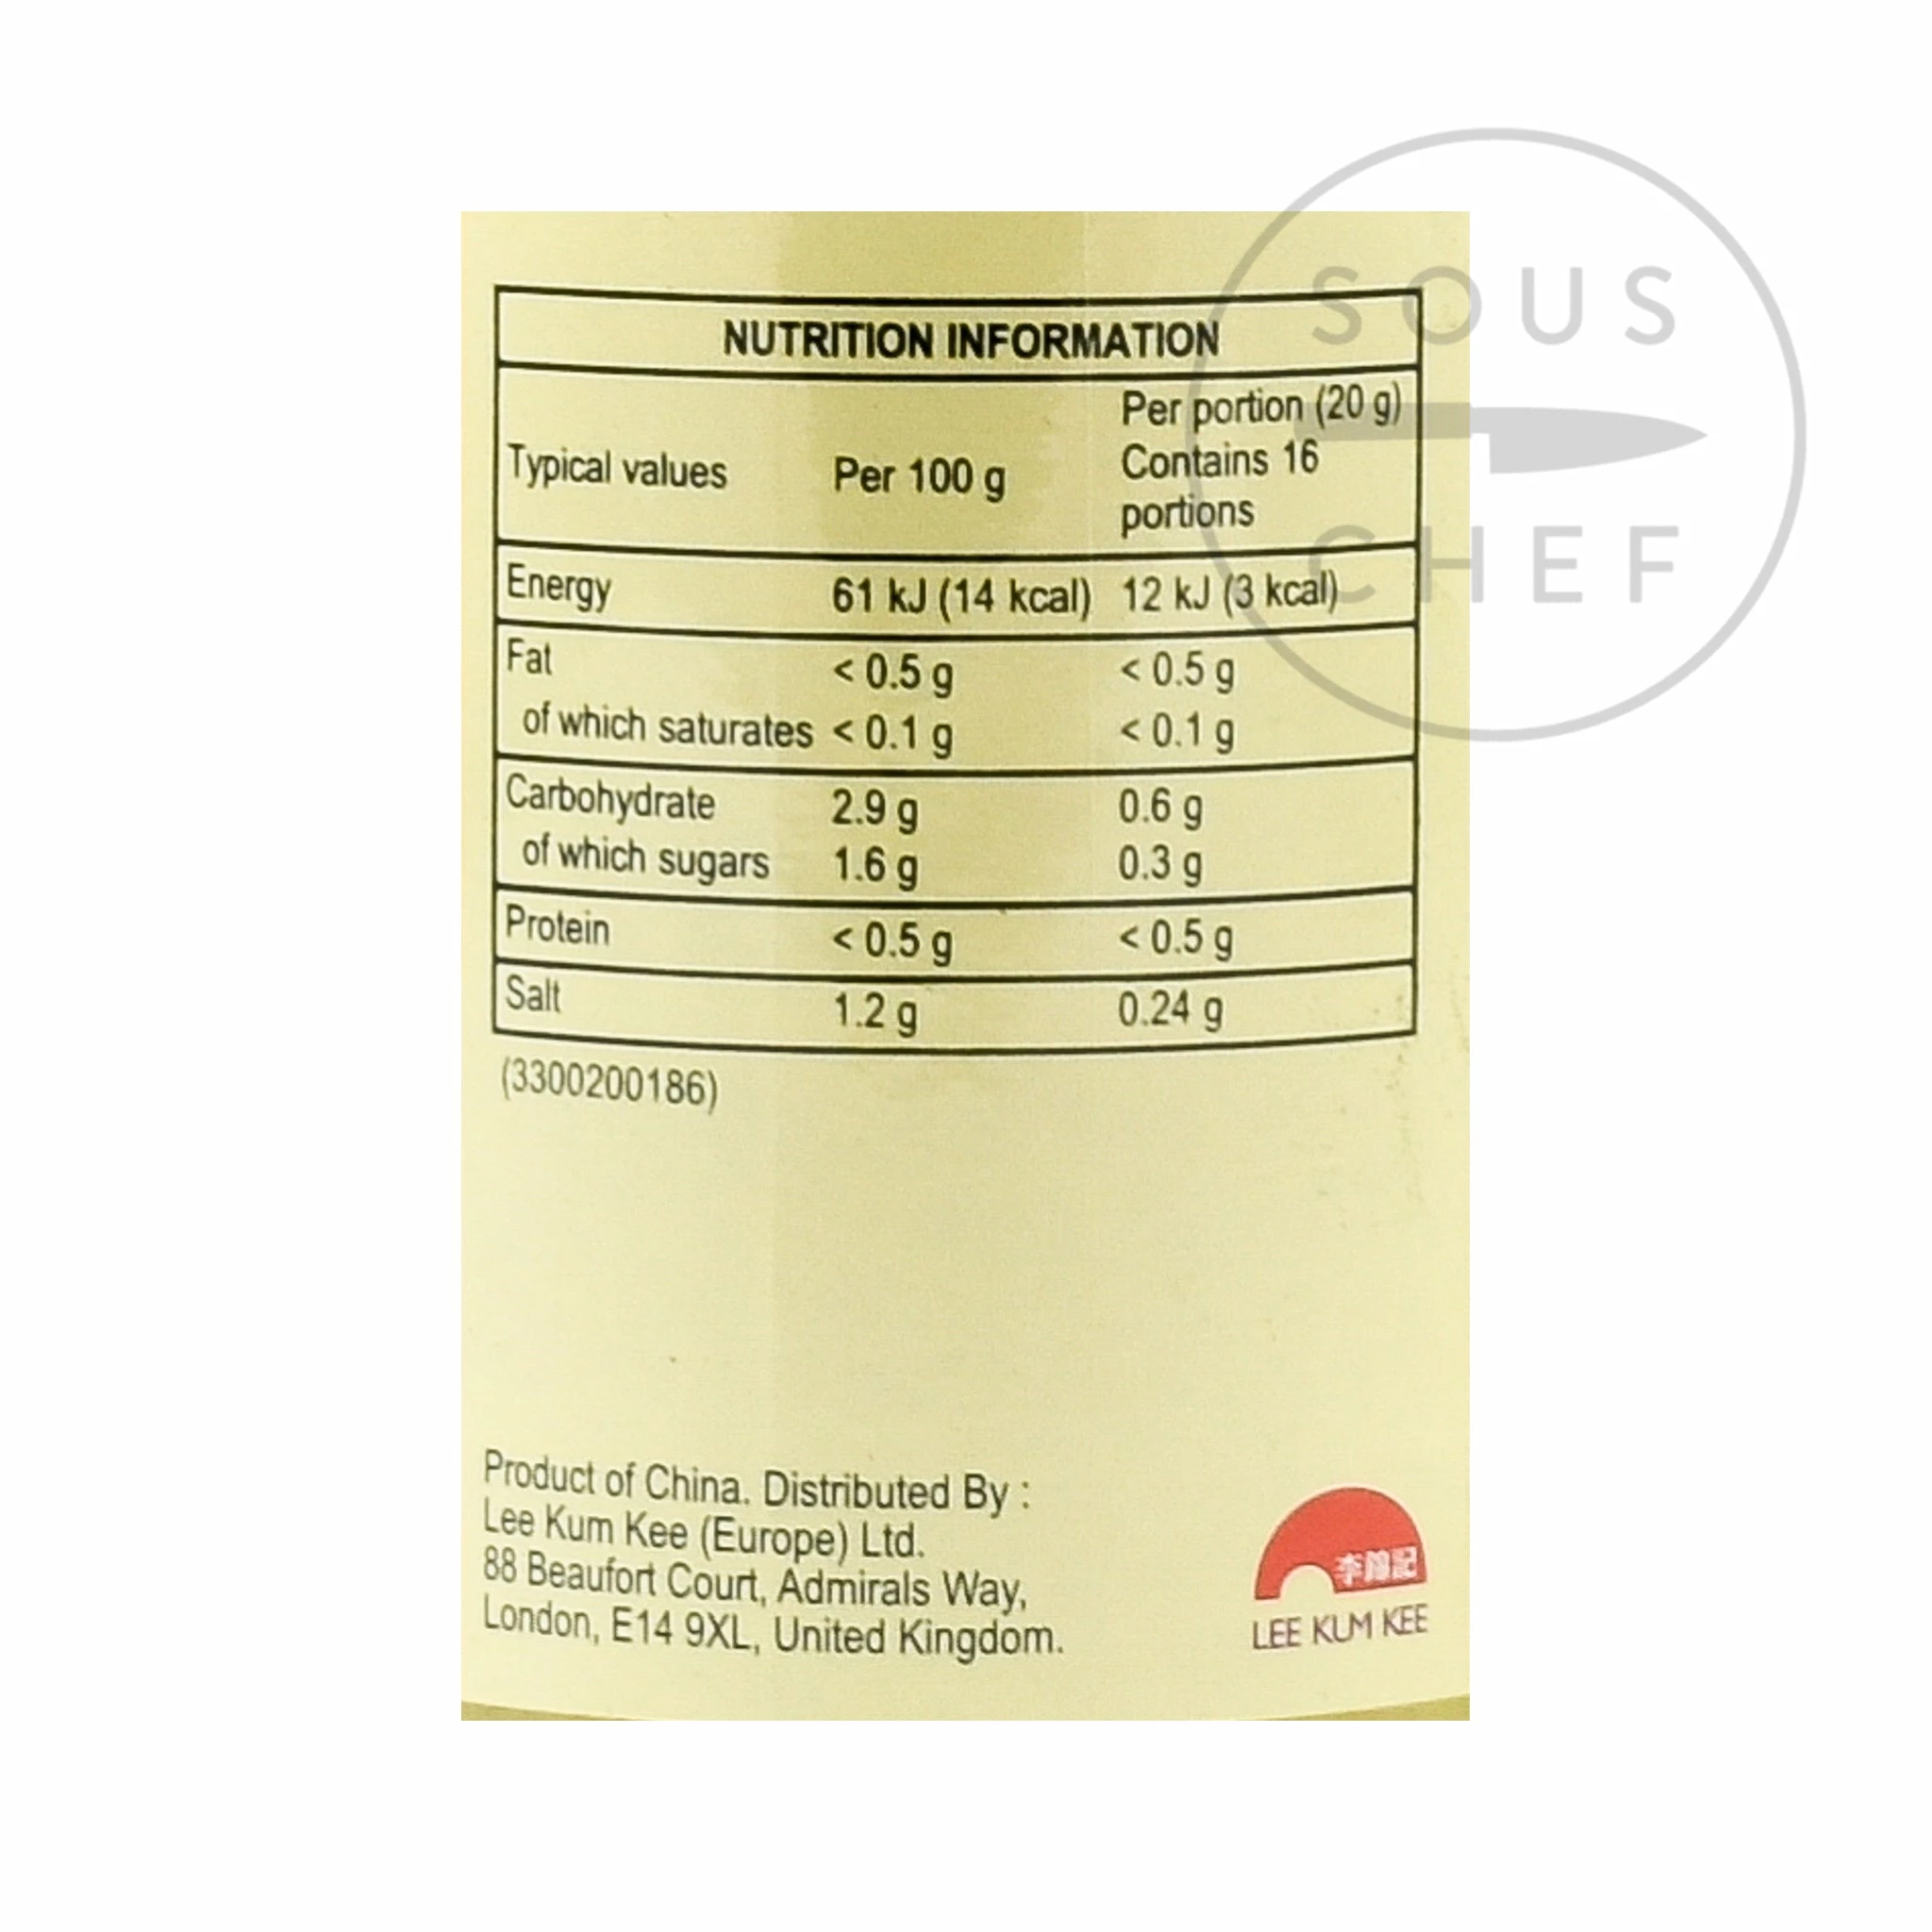 SOUS
CHEF
NUTRITION INFORMATION
Typical values Per 100 g Per portion (20 g) Contains 16 portions
Energy 61 kJ (14 kcal) 12 kJ (3 kcal)
Fat < 0.5 g < 0.5 g
of which saturates < 0.1 g < 0.1 g
Carbohydrate 2.9 g 0.6 g
of which sugars 1.6 g 0.3 g
Protein < 0.5 g < 0.5 g
Salt 1.2 g 0.24 g
(3300200186)
Product of China. Distributed By :
Lee Kum Kee (Europe) Ltd.
88 Beaufort Court, Admirals Way,
London, E14 9XL, United Kingdom.
李錦記
LEE KUM KEE